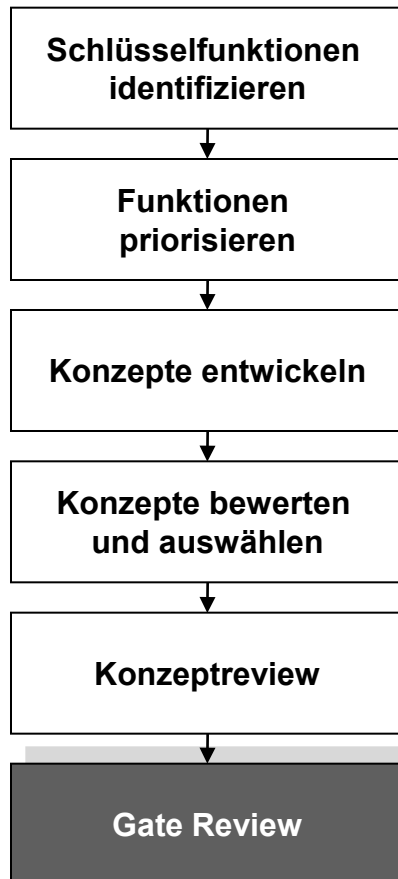 Schlüsselfunktionen
identifizieren
Funktionen
priorisieren
Konzepte entwickeln
Konzepte bewerten
und auswählen
Konzeptreview
Gate Review